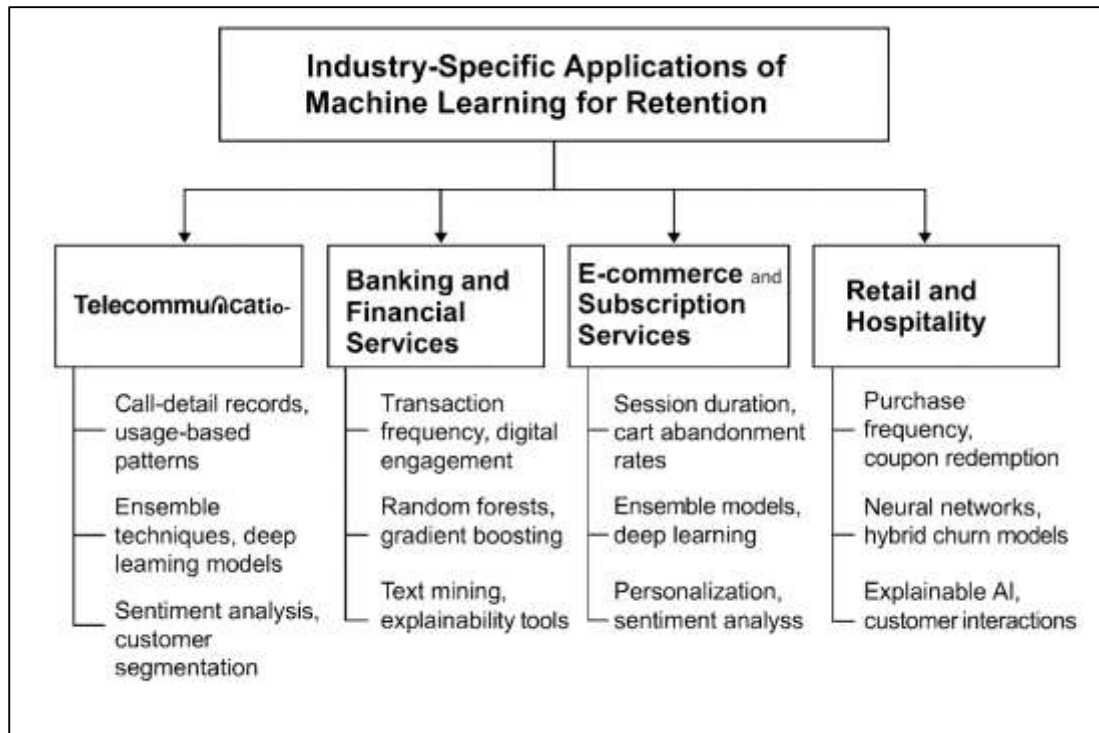 Industry-Specific Applications of
Machine Learning for Retention
Telecommunicatio-
Banking and
Financial
Services
E-commerce and
Subscription
Services
Retail and
Hospitality
Call-detail records,
usage-based
patterns
Ensemble
techniques, deep
leaming models
Sentiment analysis,
customer
segmentation
Transaction
frequency, digital
engagement
Random forests,
gradient boosting
Text mining,
explainability tools
Session duration,
cart abandonment
rates
Ensemble models,
deep learning
Personalization,
sentiment analyss
Purchase
frequency,
coupon redemption
Neural networks,
hybrid churn models
Explainable AI,
customer interactions